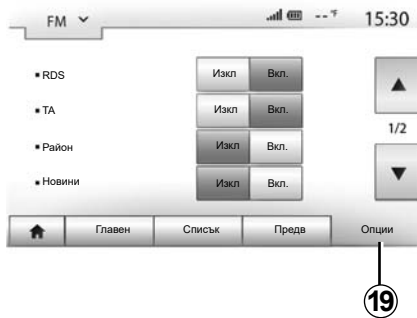 FM -- °F 15:30
▪ RDS Изкл Вкл.
▪ TA Изкл Вкл.
1/2
▪ Район Изкл Вкл.
▪ Новини Изкл Вкл.
Главен Списък Предв Опции
19